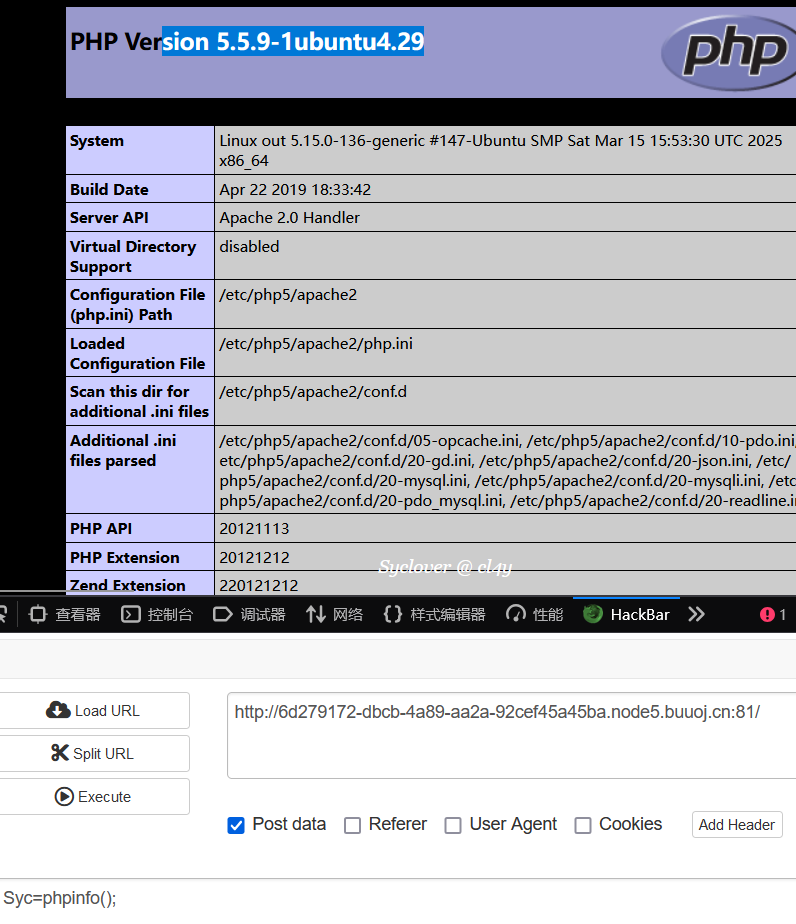 PHP Version 5.5.9-1ubuntu4.29
php
System
Linux out 5.15.0-136-generic #147-Ubuntu SMP Sat Mar 15 15:53:30 UTC 2025
x86_64
Build Date
Apr 22 2019 18:33:42
Server API
Apache 2.0 Handler
Virtual Directory
Support
disabled
Configuration File
(php.ini) Path
/etc/php5/apache2
Loaded
Configuration File
/etc/php5/apache2/php.ini
Scan this dir for
additional .ini files
/etc/php5/apache2/conf.d
Additional .ini
files parsed
/etc/php5/apache2/conf.d/05-opcache.ini, /etc/php5/apache2/conf.d/10-pdo.ini,
etc/php5/apache2/conf.d/20-gd.ini, /etc/php5/apache2/conf.d/20-json.ini, /etc/
php5/apache2/conf.d/20-mysql.ini, /etc/php5/apache2/conf.d/20-mysqli.ini, /etc
php5/apache2/conf.d/20-pdo_mysql.ini, /etc/php5/apache2/conf.d/20-readline.i
PHP API
20121113
PHP Extension
20121212
Syclover @ cl4y
Zend Extension
220121212
查看器
控制台
调试器
网络
样式编辑器
性能
HackBar
1
Load URL
http://6d279172-dbcb-4a89-aa2a-92cef45a45ba.node5.buuoj.cn:81/
Split URL
Execute
Post data
Referer
User Agent
Cookies
Add Header
Syc=phpinfo();